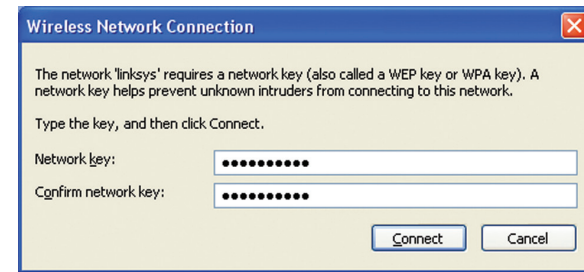 Wireless Network Connection
The network 'linksys' requires a network key (also called a WEP key or WPA key). A
network key helps prevent unknown intruders from connecting to this network.
Type the key, and then click Connect.
Network key: ●●●●●●●●●●
Confirm network key: ●●●●●●●●●●
Connect Cancel